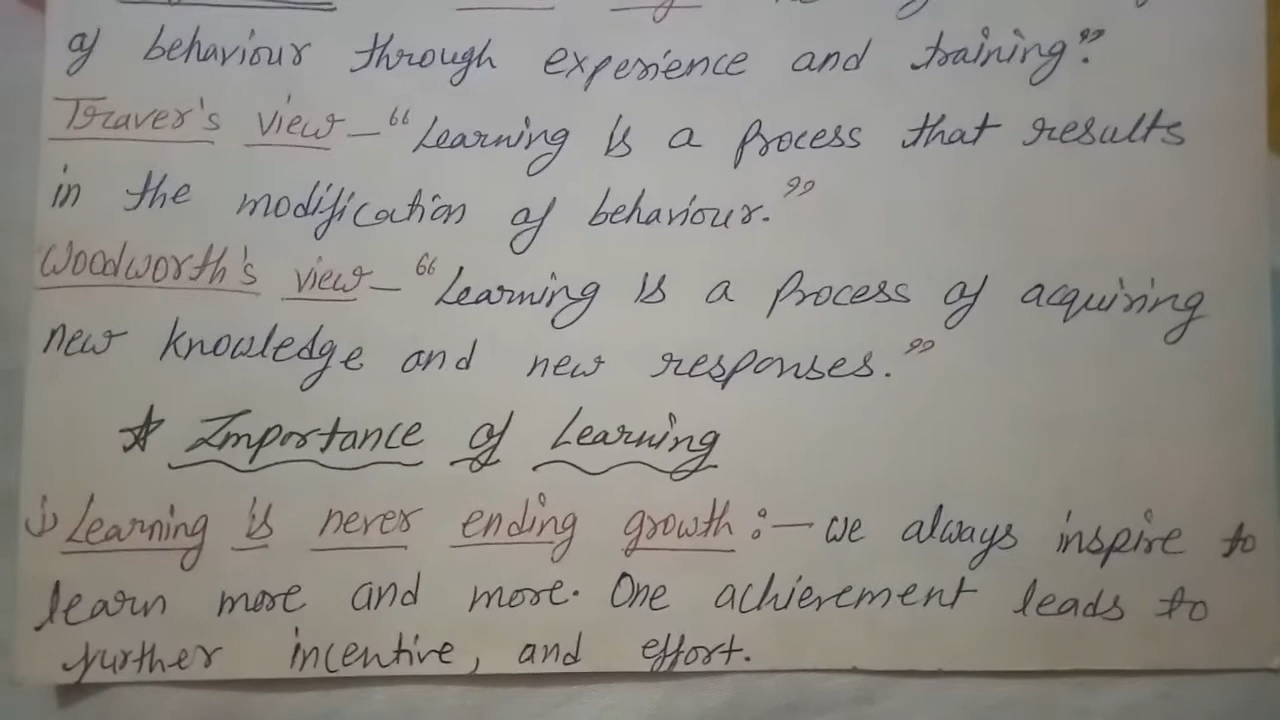 of behaviour through experience and training"
Traver's view - "Learning is a process that results
in the modification of behaviour."
Woodworth's view - "Learning is a process of acquiring
new knowledge and new responses."
☆ Importance of Learning
1) Learning is never ending growth :- we always inspire to
learn more and more. One achievement leads to
further incentive, and effort.